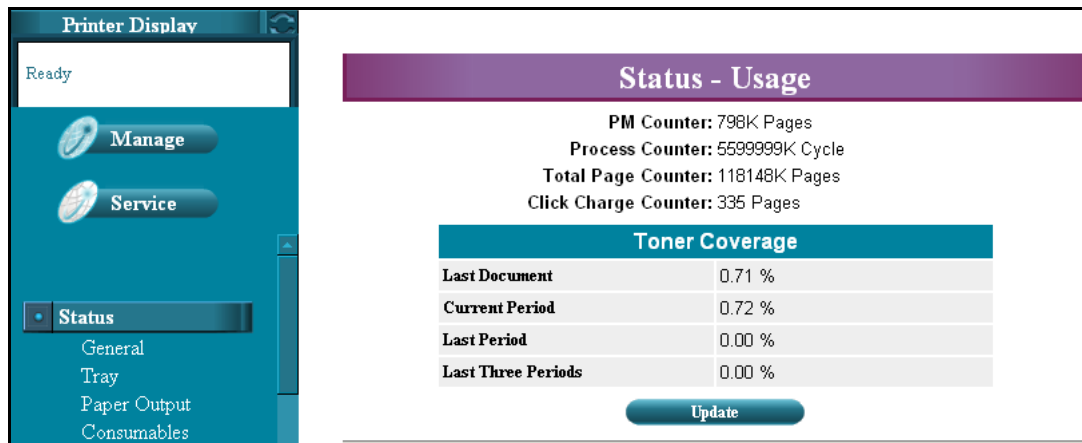 Printer Display
Ready
Manage
Service
Status
General
Tray
Paper Output
Consumables
Status - Usage
PM Counter: 798K Pages
Process Counter: 5599999K Cycle
Total Page Counter: 118148K Pages
Click Charge Counter: 335 Pages
Toner Coverage
Last Document 0.71 %
Current Period 0.72 %
Last Period 0.00 %
Last Three Periods 0.00 %
Update